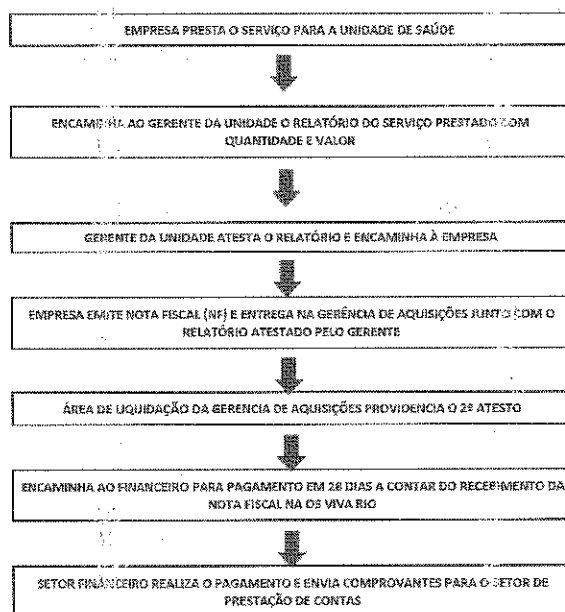 EMPRESA PRESTA O SERVIÇO PARA A UNIDADE DE SAÚDE
ENCAMINHA AO GERENTE DA UNIDADE O RELATÓRIO DO SERVIÇO PRESTADO COM
QUANTIDADE E VALOR
GERENTE DA UNIDADE ATESTA O RELATÓRIO E ENCAMINHA À EMPRESA
EMPRESA EMITE NOTA FISCAL (NF) E ENTREGA NA GERÊNCIA DE AQUISIÇÕES JUNTO COM O
RELATÓRIO ATESTADO PELO GERENTE
ÁREA DE LIQUIDAÇÃO DA GERENCIA DE AQUISIÇÕES PROVIDENCIA O 2º ATESTO
ENCAMINHA AO FINANCEIRO PARA PAGAMENTO EM 28 DIAS A CONTAR DO RECEBIMENTO DA
NOTA FISCAL NA OS VIVA RIO
SETOR FINANCEIRO REALIZA O PAGAMENTO E ENVIA COMPROVANTES PARA O SETOR DE
PRESTAÇÃO DE CONTAS